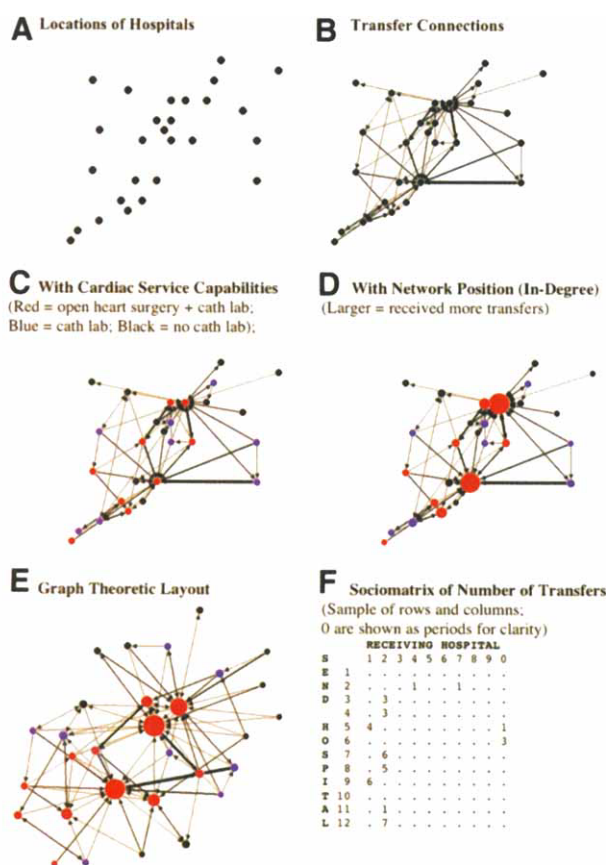 A Locations of Hospitals
B Transfer Connections
C With Cardiac Service Capabilities
(Red = open heart surgery + cath lab;
Blue = cath lab; Black = no cath lab);
D With Network Position (In-Degree)
(Larger = received more transfers)
E Graph Theoretic Layout
F Sociomatrix of Number of Transfers
(Sample of rows and columns;
0 are shown as periods for clarity)
RECEIVING HOSPITAL
S 1 2 3 4 5 6 7 8 9 0
E 1 . . . . . . . . . .
N 2 . . . 1 . . 1 . . .
D 3 . 3 . . . . . . . .
4 . 3 . . . . . . . .
H 5 4 . . . . . . . . 1
O 6 . . . . . . . . . 3
S 7 . 6 . . . . . . . .
P 8 . 5 . . . . . . . .
I 9 6 . . . . . . . . .
T 10 . . . . . . . . . .
A 11 . 1 . . . . . . . .
L 12 . 7 . . . . . . . .